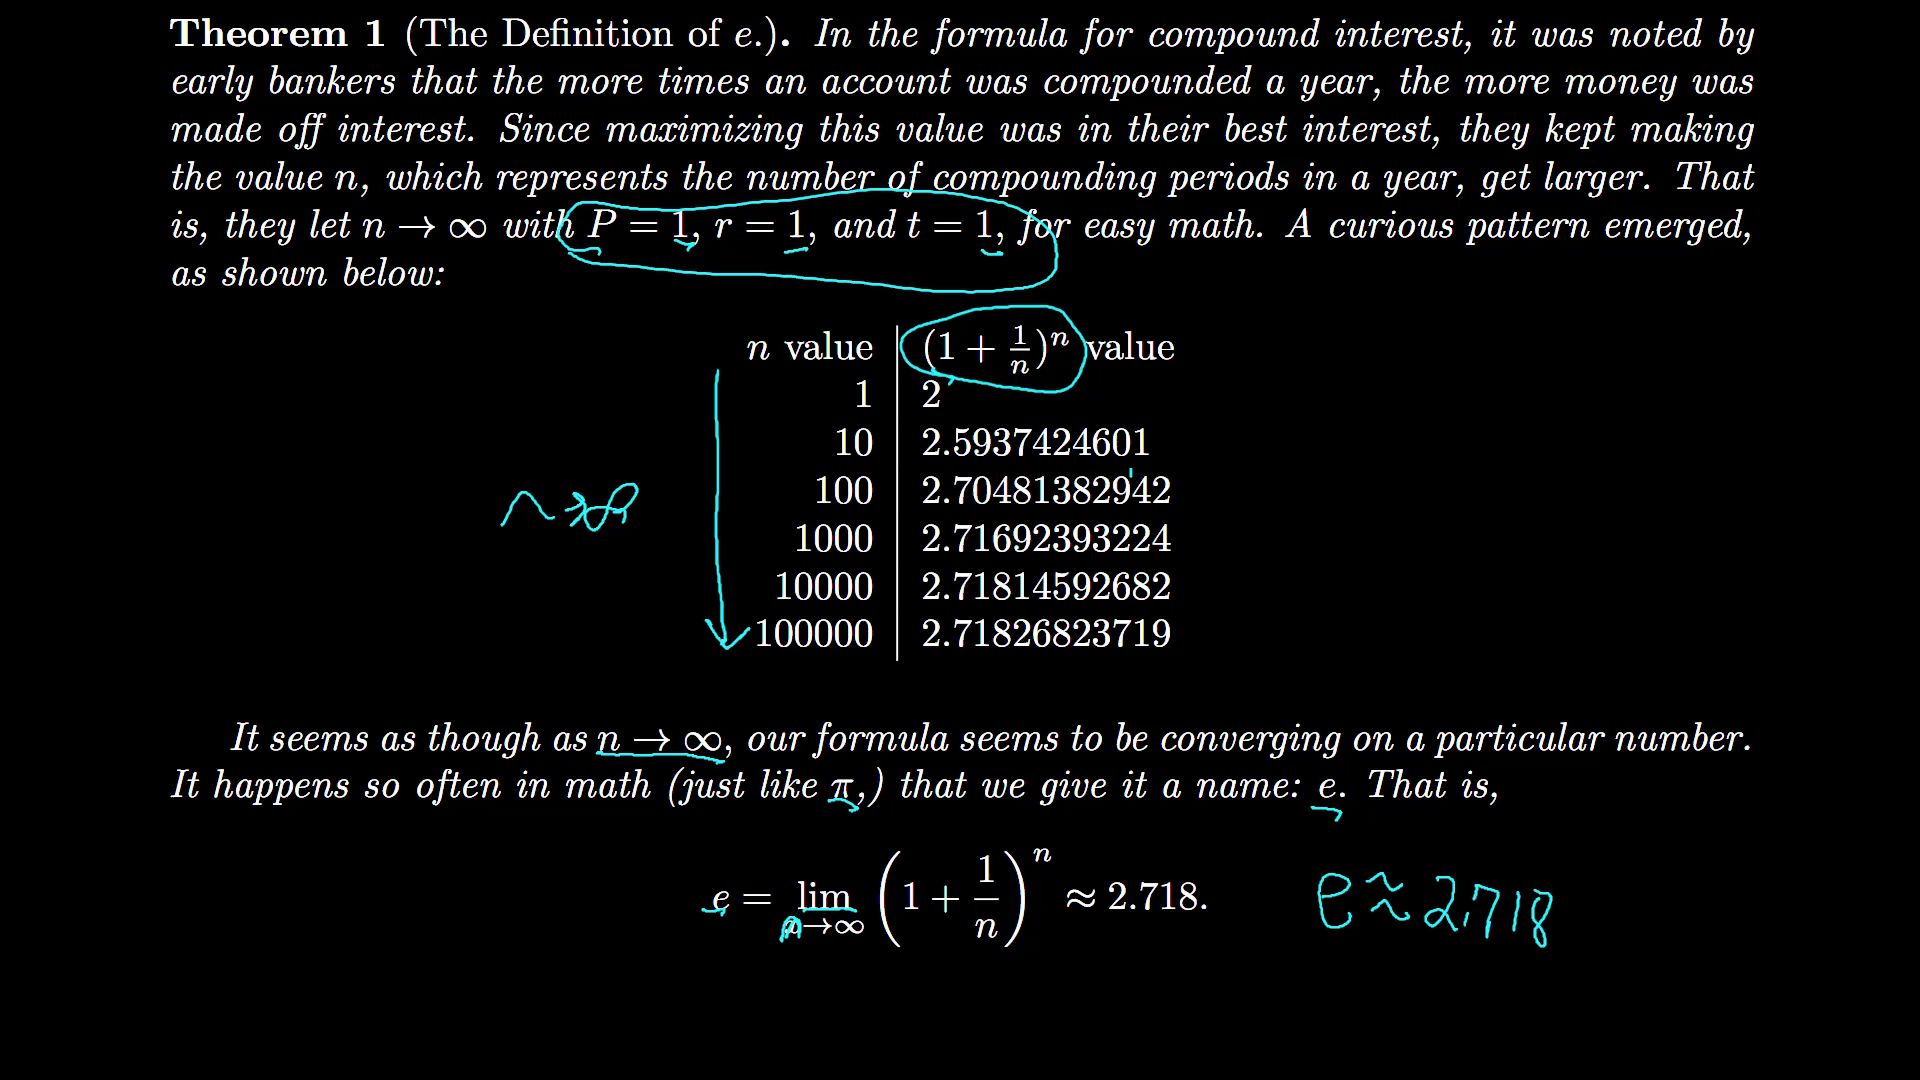 Theorem 1 (The Definition of e.). In the formula for compound interest, it was noted by
early bankers that the more times an account was compounded a year, the more money was
made off interest. Since maximizing this value was in their best interest, they kept making
the value n, which represents the number of compounding periods in a year, get larger. That
is, they let n → ∞ with P = 1, r = 1, and t = 1, for easy math. A curious pattern emerged,
as shown below:
n value | (1 + 1/n)^n value
1 | 2
10 | 2.5937424601
100 | 2.70481382942
1000 | 2.71692393224
10000 | 2.71814592682
100000 | 2.71826823719
n→∞
It seems as though as n → ∞, our formula seems to be converging on a particular number.
It happens so often in math (just like π,) that we give it a name: e. That is,
e = lim n→∞ (1 + 1/n)^n ≈ 2.718.
e ≈ 2.718